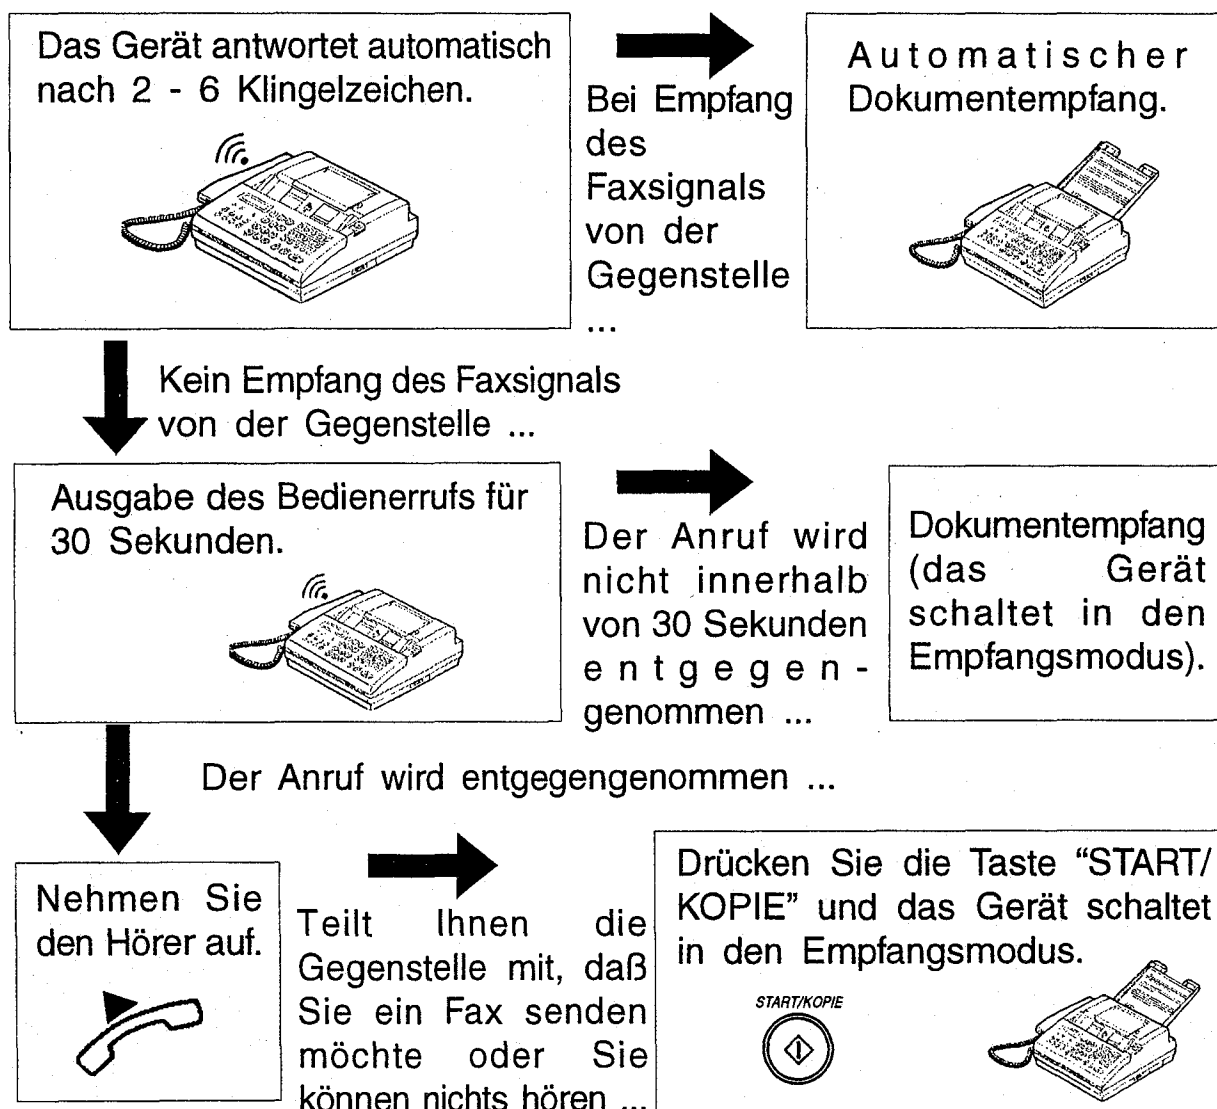 Das Gerät antwortet automatisch
nach 2 - 6 Klingelzeichen.
Bei Empfang
des
Faxsignals
von der
Gegenstelle
...
Automatischer
Dokumentempfang.
Kein Empfang des Faxsignals
von der Gegenstelle ...
Ausgabe des Bedienerrufs für
30 Sekunden.
Der Anruf wird
nicht innerhalb
von 30 Sekunden
entgegen-
genommen ...
Dokumentempfang
(das Gerät
schaltet in den
Empfangsmodus).
Der Anruf wird entgegengenommen ...
Nehmen Sie
den Hörer auf.
Teilt Ihnen die
Gegenstelle mit, daß
Sie ein Fax senden
möchte oder Sie
können nichts hören ...
Drücken Sie die Taste “START/
KOPIE” und das Gerät schaltet
in den Empfangsmodus.
START/KOPIE